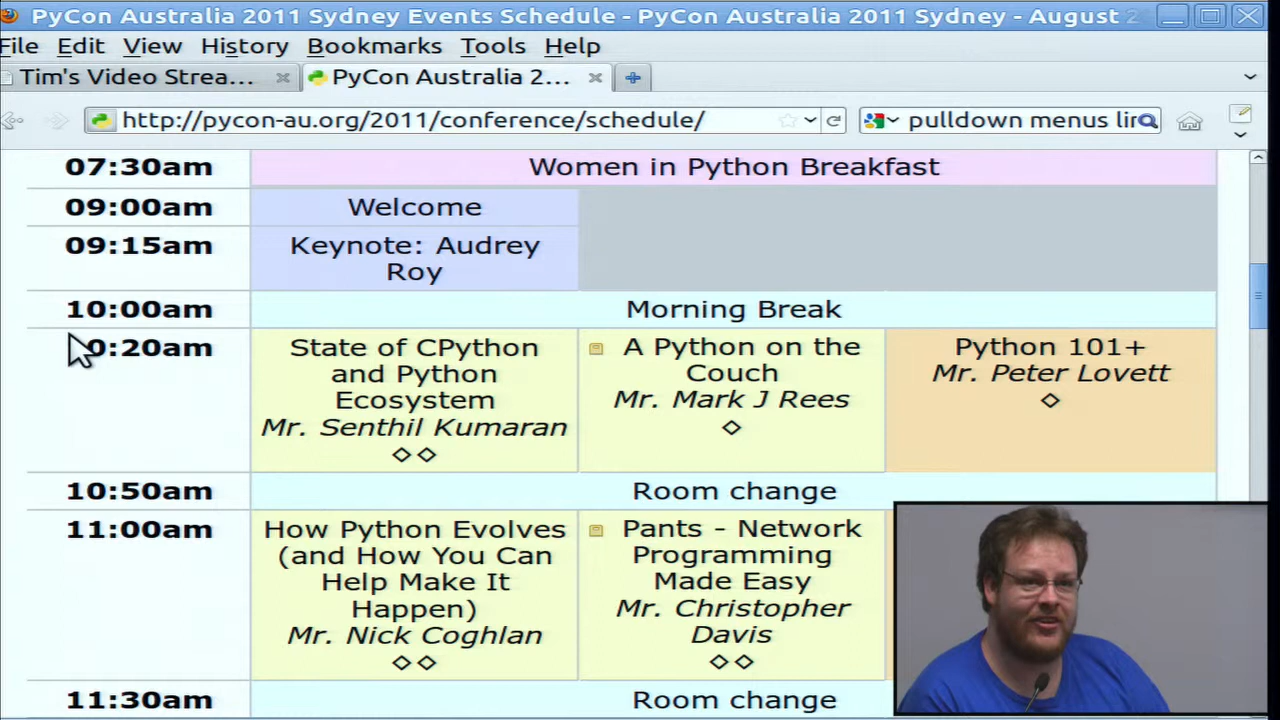 PyCon Australia 2011 Sydney Events Schedule - PyCon Australia 2011 Sydney - August
File Edit View History Bookmarks Tools Help
Tim's Video Strea... PyCon Australia 2...
http://pycon-au.org/2011/conference/schedule/ pulldown menus lin
07:30am Women in Python Breakfast
09:00am Welcome
09:15am Keynote: Audrey
Roy
10:00am Morning Break
0:20am State of CPython
and Python
Ecosystem
Mr. Senthil Kumaran
A Python on the
Couch
Mr. Mark J Rees
Python 101+
Mr. Peter Lovett
10:50am Room change
11:00am How Python Evolves
(and How You Can
Help Make It
Happen)
Mr. Nick Coghlan
Pants - Network
Programming
Made Easy
Mr. Christopher
Davis
11:30am Room change